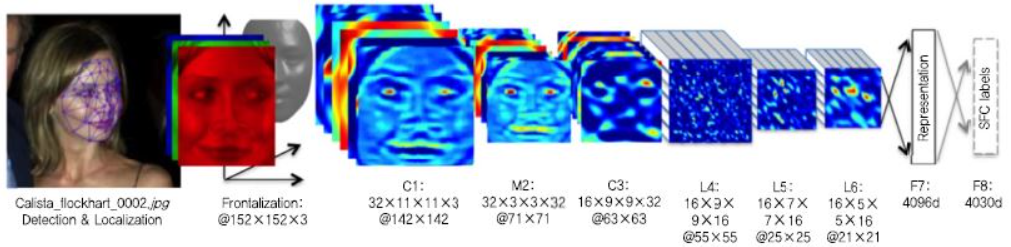 Representation
SFC labels
Calista_flockhart_0002.jpg
Detection & Localization
Frontalization:
@152×152×3
C1:
32×11×11×3
@142×142
M2:
32×3×3×32
@71×71
C3:
16×9×9×32
@63×63
L4:
16×9×
9×16
@55×55
L5:
16×7×
7×16
@25×25
L6:
16×5×
5×16
@21×21
F7:
4096d
F8:
4030d